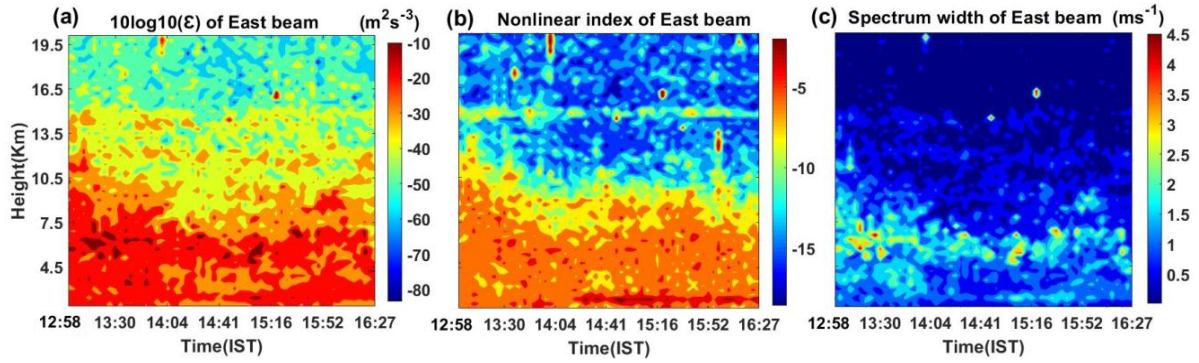 (a) 10log10(Ɛ) of East beam (m²s⁻³)
19.5
16.5
13.5
10.5
7.5
4.5
Height(Km)
12:58 13:30 14:04 14:41 15:16 15:52 16:27
Time(IST)
-10
-20
-30
-40
-50
-60
-70
-80
(b) Nonlinear index of East beam
12:58 13:30 14:04 14:41 15:16 15:52 16:27
Time(IST)
-5
-10
-15
(c) Spectrum width of East beam (ms⁻¹)
12:58 13:30 14:04 14:41 15:16 15:52 16:27
Time(IST)
4.5
4
3.5
3
2.5
2
1.5
1
0.5